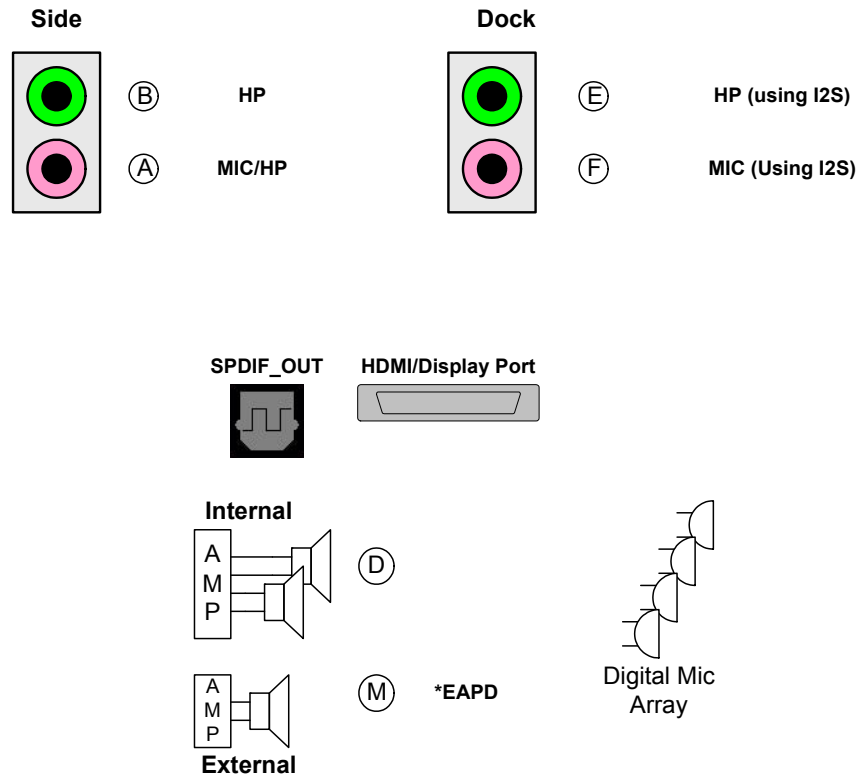 Side
Dock
B
HP
E
HP (using I2S)
A
MIC/HP
F
MIC (Using I2S)
SPDIF_OUT
HDMI/Display Port
Internal
A
M
P
D
A
M
P
M
*EAPD
External
Digital Mic
Array